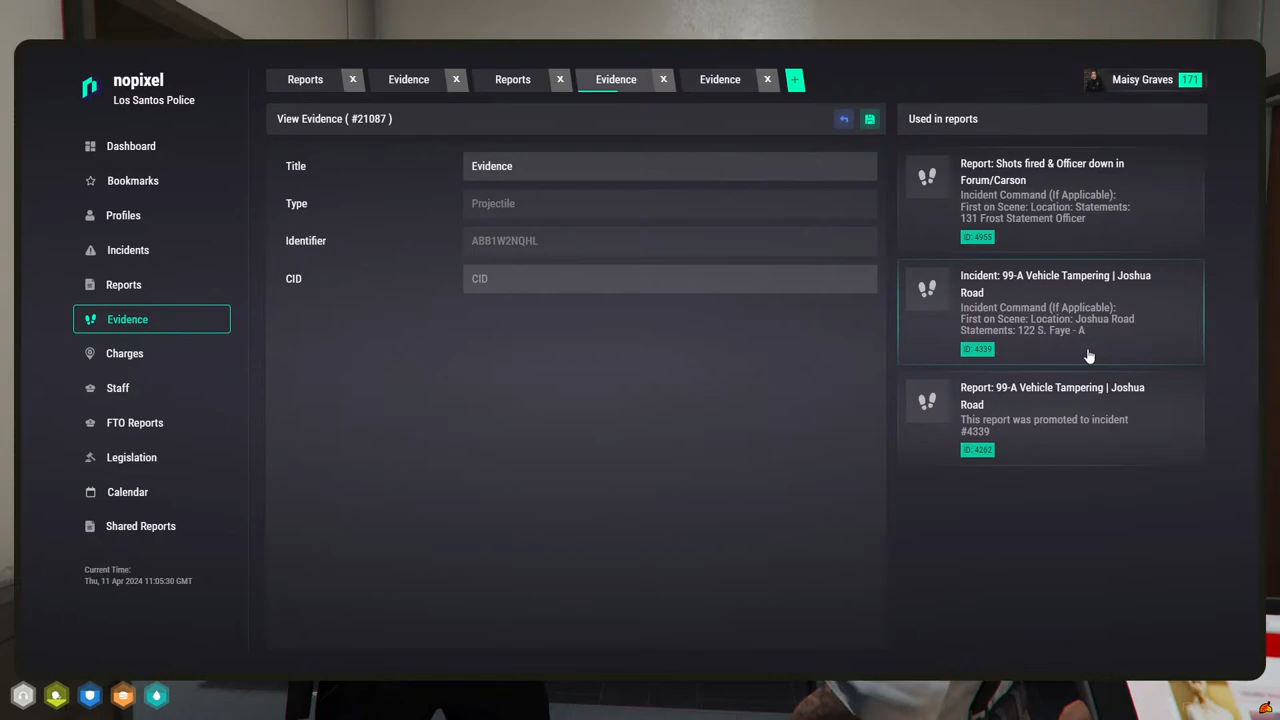 nopixel
Los Santos Police
Dashboard
Bookmarks
Profiles
Incidents
Reports
Evidence
Charges
Staff
FTO Reports
Legislation
Calendar
Shared Reports
Current Time:
Thu, 11 Apr 2024 11:05:30 GMT
Reports x Evidence x Reports x Evidence x Evidence x +
Maisy Graves 171
View Evidence ( #21087 )
Title Evidence
Type Projectile
Identifier ABB1W2NQHL
CID CID
Used in reports
Report: Shots fired & Officer down in
Forum/Carson
Incident Command (If Applicable):
First on Scene: Location: Statements:
131 Frost Statement Officer
ID: 4955
Incident: 99-A Vehicle Tampering | Joshua
Road
Incident Command (If Applicable):
First on Scene: Location: Joshua Road
Statements: 122 S. Faye - A
ID: 4339
Report: 99-A Vehicle Tampering | Joshua
Road
This report was promoted to incident
#4339
ID: 4262